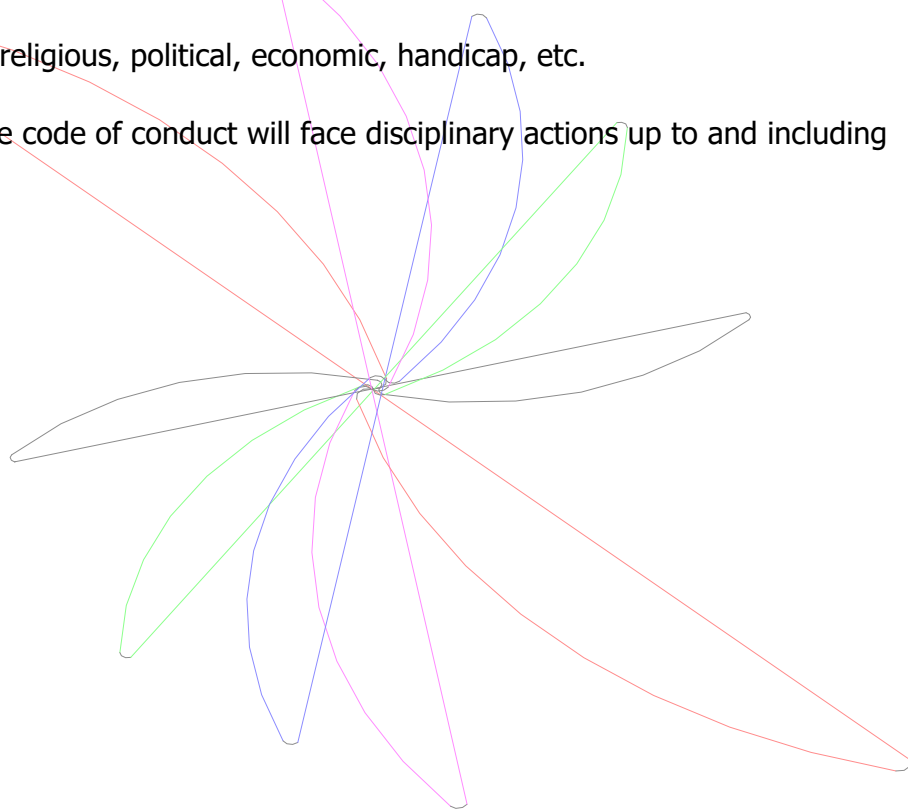 religious, political, economic, handicap, etc.
e code of conduct will face disciplinary actions up to and including